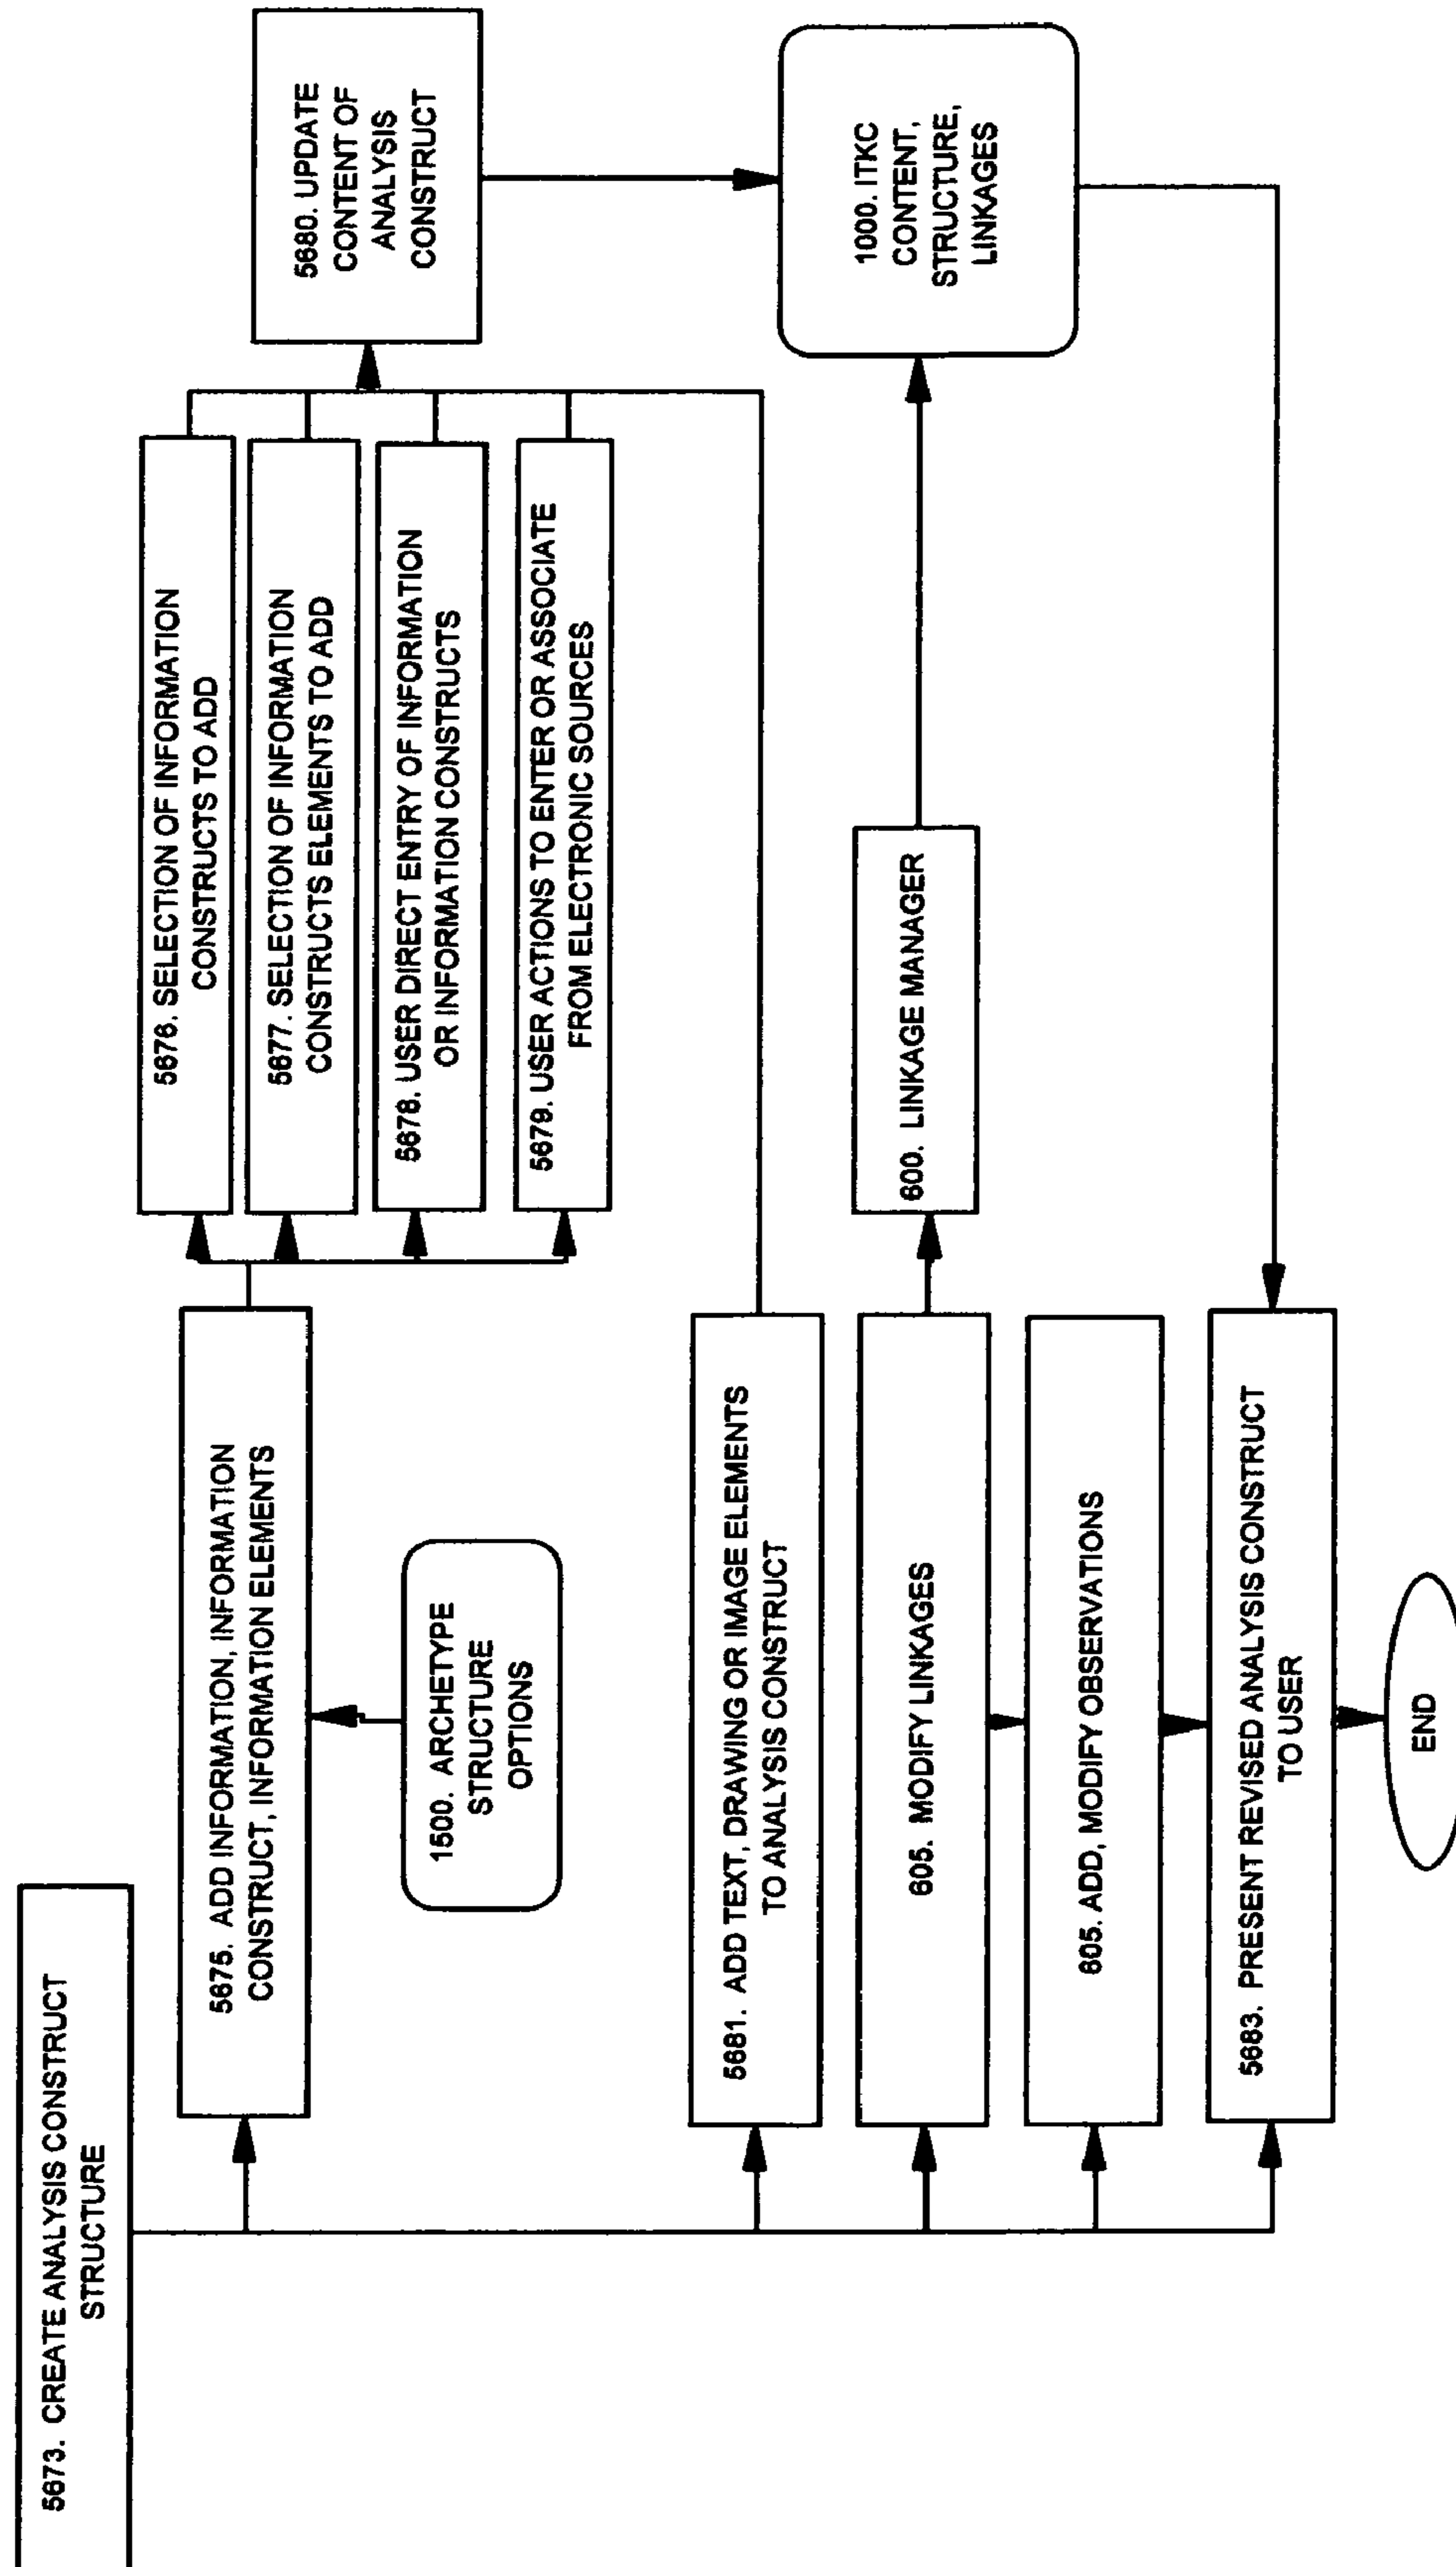 5673. CREATE ANALYSIS CONSTRUCT
STRUCTURE
5675. ADD INFORMATION, INFORMATION
CONSTRUCT, INFORMATION ELEMENTS
1500. ARCHETYPE
STRUCTURE
OPTIONS
5676. SELECTION OF INFORMATION
CONSTRUCTS TO ADD
5677. SELECTION OF INFORMATION
CONSTRUCTS ELEMENTS TO ADD
5678. USER DIRECT ENTRY OF INFORMATION
OR INFORMATION CONSTRUCTS
5679. USER ACTIONS TO ENTER OR ASSOCIATE
FROM ELECTRONIC SOURCES
5680. UPDATE
CONTENT OF
ANALYSIS
CONSTRUCT
5681. ADD TEXT, DRAWING OR IMAGE ELEMENTS
TO ANALYSIS CONSTRUCT
605. MODIFY LINKAGES
600. LINKAGE MANAGER
1000. ITKC
CONTENT,
STRUCTURE,
LINKAGES
605. ADD, MODIFY OBSERVATIONS
5683. PRESENT REVISED ANALYSIS CONSTRUCT
TO USER
END